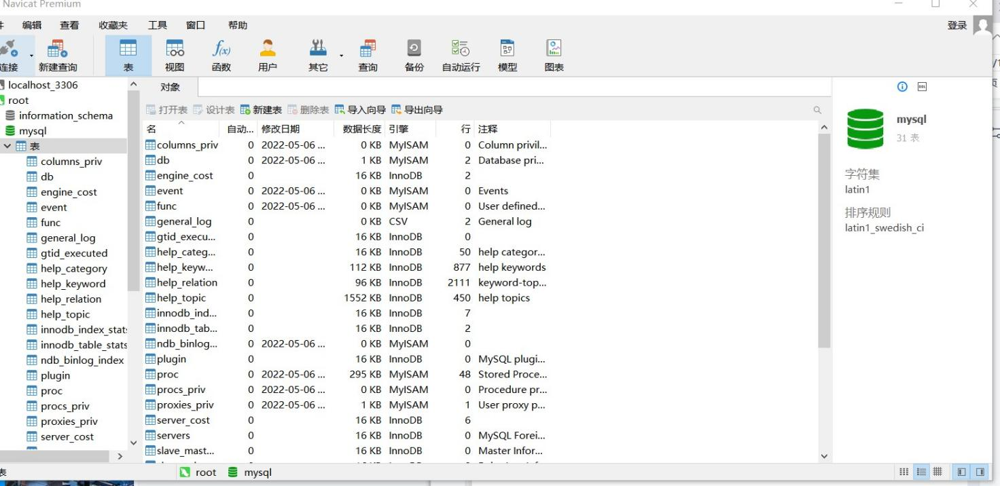 Navicat Premium
编辑 查看 收藏夹 工具 窗口 帮助 登录
连接 新建查询 表 视图 函数 用户 其它 查询 备份 自动运行 模型 图表
localhost_3306
root
information_schema
mysql
表
columns_priv
db
engine_cost
event
func
general_log
gtid_executed
help_category
help_keyword
help_relation
help_topic
innodb_index_stats
innodb_table_stats
ndb_binlog_index
plugin
proc
procs_priv
proxies_priv
server_cost
对象
打开表 设计表 新建表 删除表 导入向导 导出向导
名 自动... 修改日期 数据长度 引擎 行 注释
columns_priv 0 2022-05-06 ... 0 KB MyISAM 0 Column privil...
db 0 2022-05-06 ... 1 KB MyISAM 2 Database pri...
engine_cost 16 KB InnoDB 2
event 0 2022-05-06 ... 0 KB MyISAM 0 Events
func 0 2022-05-06 ... 0 KB MyISAM 0 User defined...
general_log 0 0 KB CSV 2 General log
gtid_execu... 0 16 KB InnoDB 0
help_categ... 0 16 KB InnoDB 50 help categor...
help_keyw... 0 112 KB InnoDB 877 help keywords
help_relation 0 96 KB InnoDB 2111 keyword-top...
help_topic 0 1552 KB InnoDB 450 help topics
innodb_ind... 0 16 KB InnoDB 7
innodb_tab... 0 16 KB InnoDB 2
ndb_binlog... 0 2022-05-06 ... 0 KB MyISAM 0
plugin 0 16 KB InnoDB 0 MySQL plugi...
proc 0 2022-05-06 ... 295 KB MyISAM 48 Stored Proce...
procs_priv 0 2022-05-06 ... 0 KB MyISAM 0 Procedure pr...
proxies_priv 0 2022-05-06 ... 1 KB MyISAM 1 User proxy p...
server_cost 0 16 KB InnoDB 6
servers 0 16 KB InnoDB 0 MySQL Forei...
slave_mast... 0 16 KB InnoDB 0 Master Infor...
mysql
31 表
字符集
latin1
排序规则
latin1_swedish_ci
表 root mysql